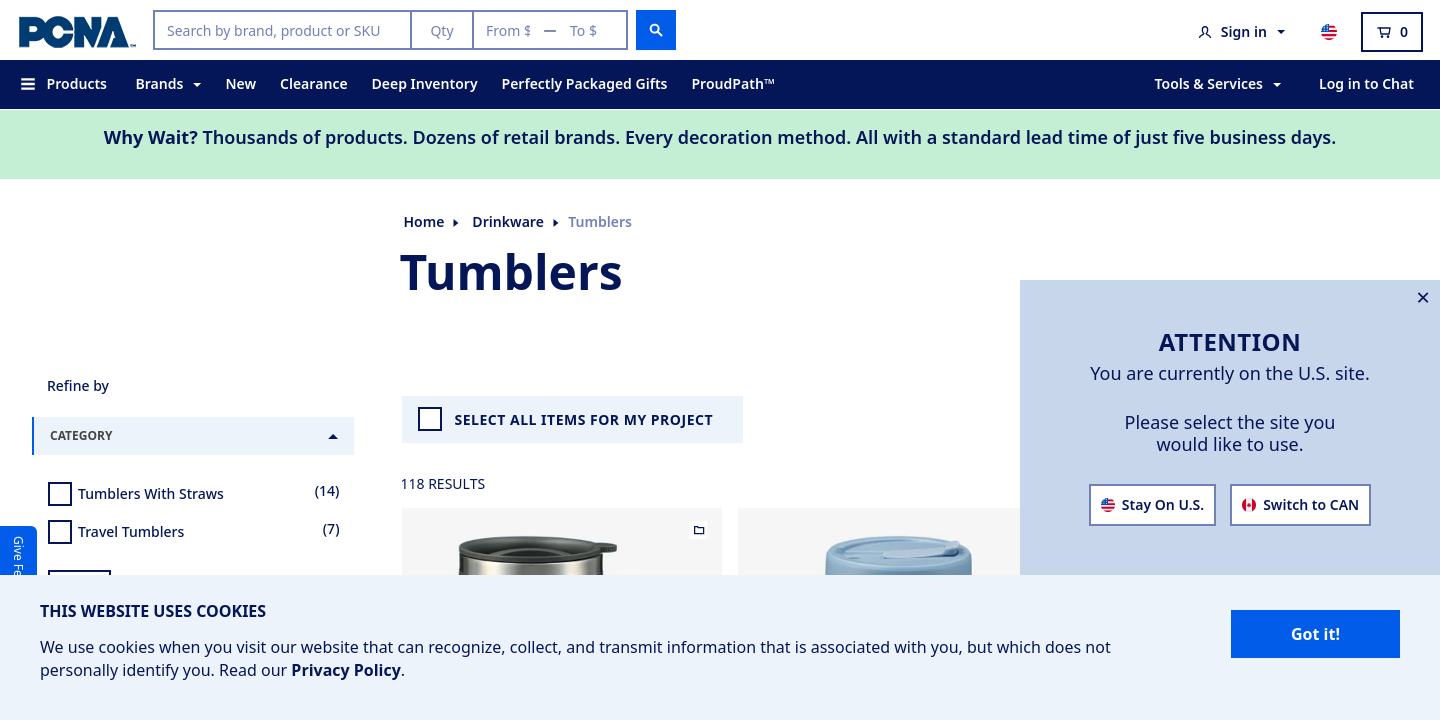 PCNA™
Search by brand, product or SKU
Qty
From $ — To $
Sign in
0
Products
Brands
New
Clearance
Deep Inventory
Perfectly Packaged Gifts
ProudPath™
Tools & Services
Log in to Chat
Why Wait? Thousands of products. Dozens of retail brands. Every decoration method. All with a standard lead time of just five business days.
Home
Drinkware
Tumblers
Tumblers
Refine by
CATEGORY
Tumblers With Straws (14)
Travel Tumblers (7)
SELECT ALL ITEMS FOR MY PROJECT
118 RESULTS
ATTENTION
You are currently on the U.S. site.
Please select the site you
would like to use.
Stay On U.S.
Switch to CAN
Give Fe
THIS WEBSITE USES COOKIES
We use cookies when you visit our website that can recognize, collect, and transmit information that is associated with you, but which does not
personally identify you. Read our Privacy Policy.
Got it!